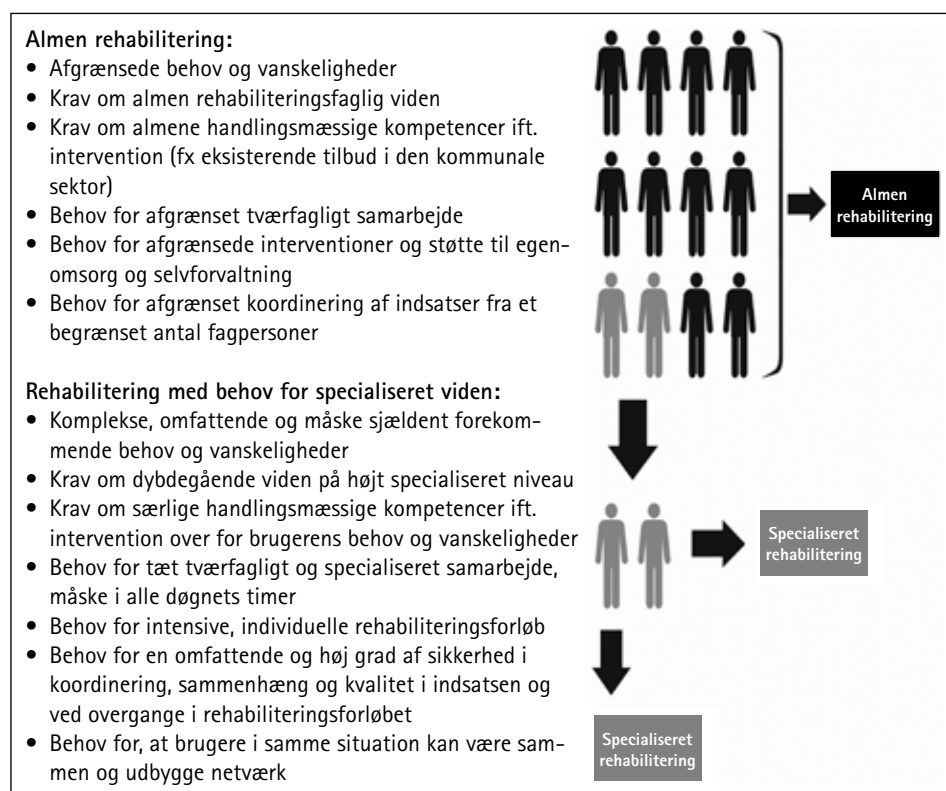 Almen rehabilitering:
• Afgrænsede behov og vanskeligheder
• Krav om almen rehabiliteringsfaglig viden
• Krav om almene handlingsmæssige kompetencer ift.
intervention (fx eksisterende tilbud i den kommunale
sektor)
• Behov for afgrænset tværfagligt samarbejde
• Behov for afgrænsede interventioner og støtte til egen-
omsorg og selvforvaltning
• Behov for afgrænset koordinering af indsatser fra et
begrænset antal fagpersoner
Almen
rehabilitering
Rehabilitering med behov for specialiseret viden:
• Komplekse, omfattende og måske sjældent forekom-
mende behov og vanskeligheder
• Krav om dybdegående viden på højt specialiseret niveau
• Krav om særlige handlingsmæssige kompetencer ift.
intervention over for brugerens behov og vanskeligheder
• Behov for tæt tværfagligt og specialiseret samarbejde,
måske i alle døgnets timer
• Behov for intensive, individuelle rehabiliteringsforløb
• Behov for en omfattende og høj grad af sikkerhed i
koordinering, sammenhæng og kvalitet i indsatsen og
ved overgange i rehabiliteringsforløbet
• Behov for, at brugere i samme situation kan være sam-
men og udbygge netværk
Specialiseret
rehabilitering
Specialiseret
rehabilitering